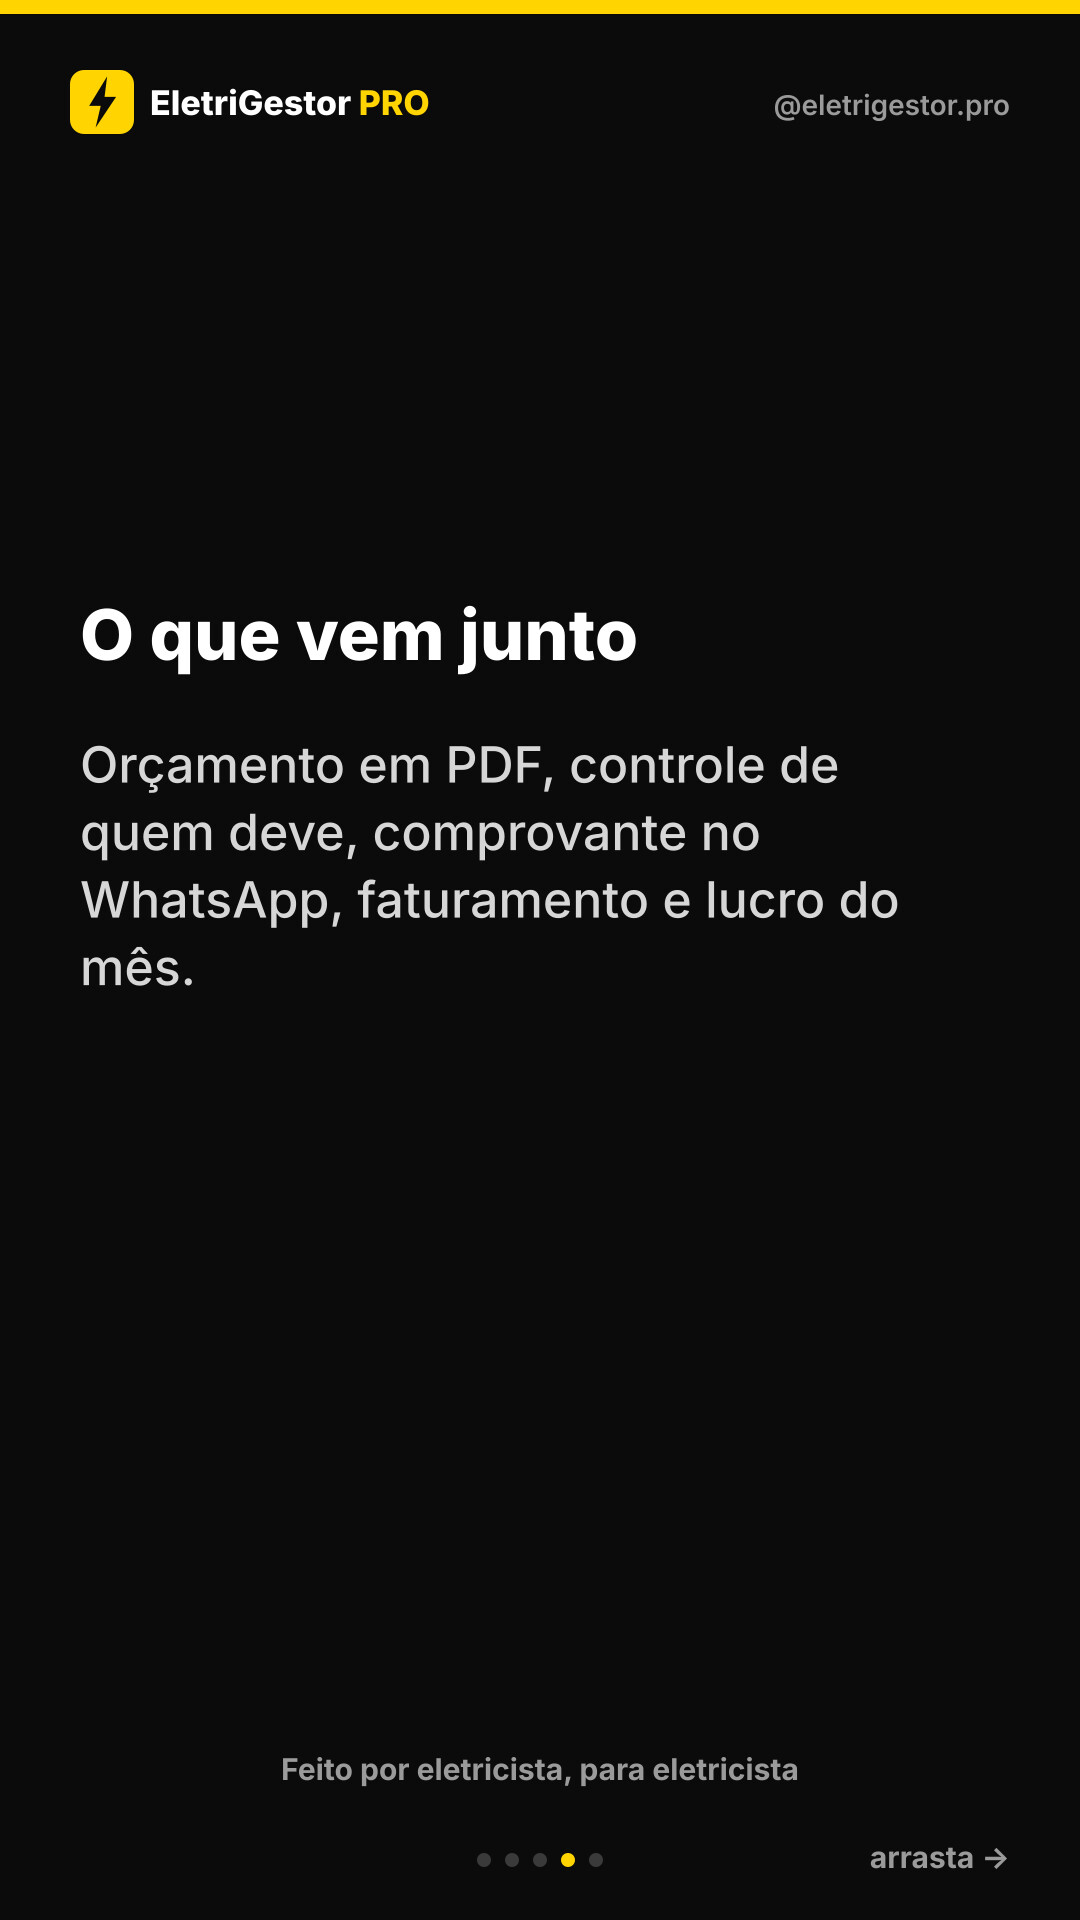 EletriGestor PRO
@eletrigestor.pro
O que vem junto
Orçamento em PDF, controle de
quem deve, comprovante no
WhatsApp, faturamento e lucro do
mês.
Feito por eletricista, para eletricista
arrasta →